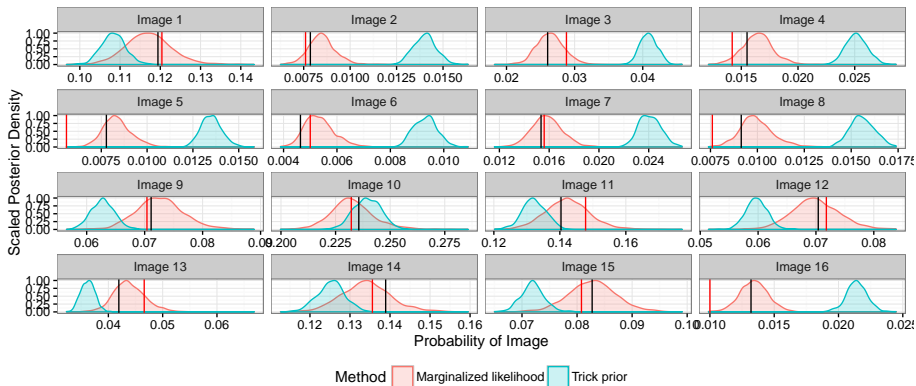 Image 1 Image 2 Image 3 Image 4
1.00
0.75
0.50
0.25
0.00
0.10 0.11 0.12 0.13 0.14 0.0075 0.0100 0.0125 0.0150 0.02 0.03 0.04 0.015 0.020 0.025
Image 5 Image 6 Image 7 Image 8
1.00
0.75
0.50
0.25
0.00
0.0075 0.0100 0.0125 0.0150 0.004 0.006 0.008 0.010 0.012 0.016 0.020 0.024 0.0075 0.0100 0.0125 0.0150 0.0175
Image 9 Image 10 Image 11 Image 12
1.00
0.75
0.50
0.25
0.00
0.06 0.07 0.08 0.09 0.200 0.225 0.250 0.275 0.12 0.14 0.16 0.05 0.06 0.07 0.08
Image 13 Image 14 Image 15 Image 16
1.00
0.75
0.50
0.25
0.00
0.04 0.05 0.06 0.12 0.13 0.14 0.15 0.16 0.07 0.08 0.09 0.10 0.010 0.015 0.020 0.025
Scaled Posterior Density
Probability of Image
Method Marginalized likelihood Trick prior